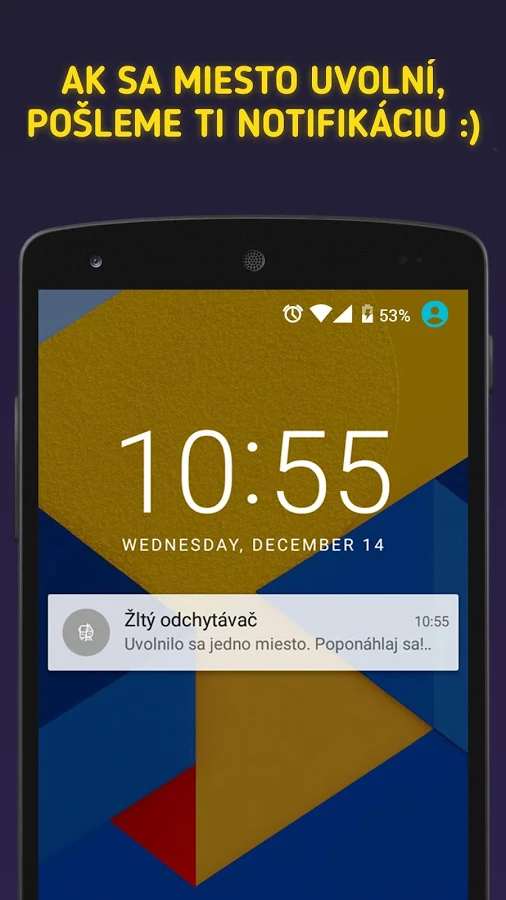 AK SA MIESTO UVOLNÍ,
POŠLEME TI NOTIFIKÁCIU :)
53%
10:55
WEDNESDAY, DECEMBER 14
Žltý odchytávač 10:55
Uvolnilo sa jedno miesto. Poponáhlaj sa!..